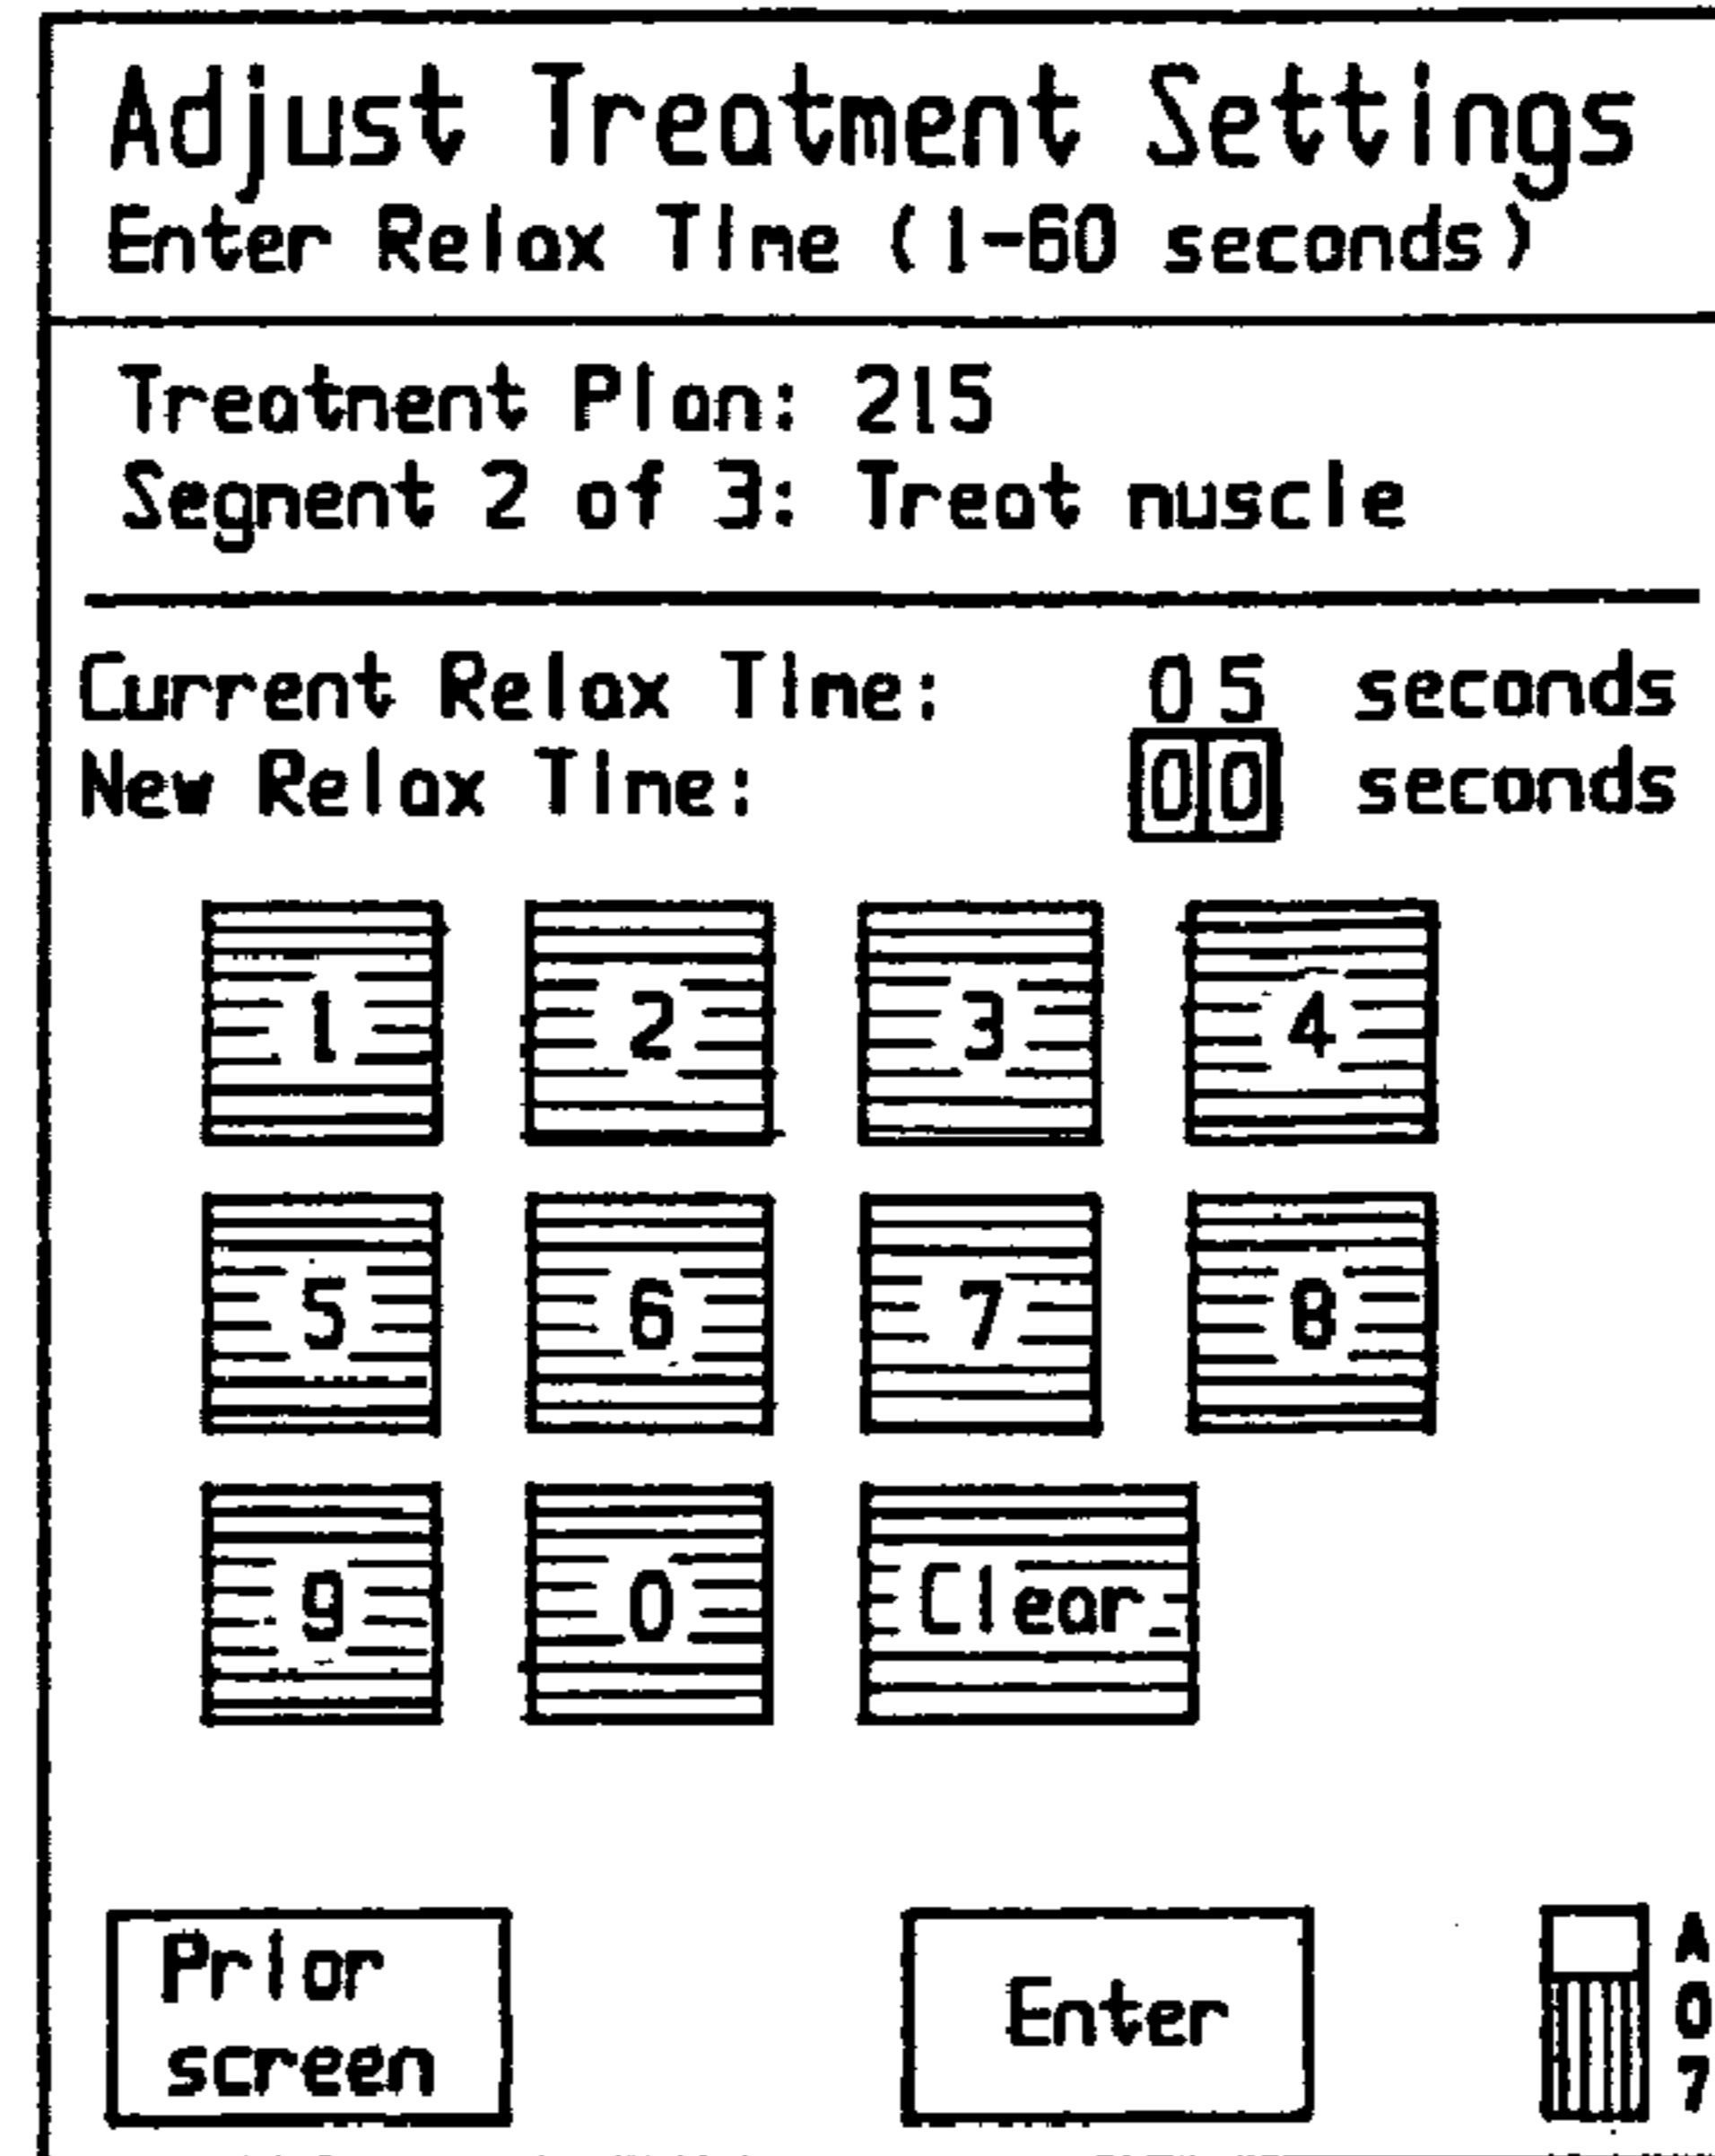 Adjust Treatment Settings
Enter Relax Time (1-60 seconds)
Treatment Plan: 215
Segment 2 of 3: Treat muscle
Current Relax Time: 05 seconds
New Relax Time: 00 seconds
1 2 3 4
5 6 7 8
9 0 Clear
Prior
screen
Enter
A
0
7